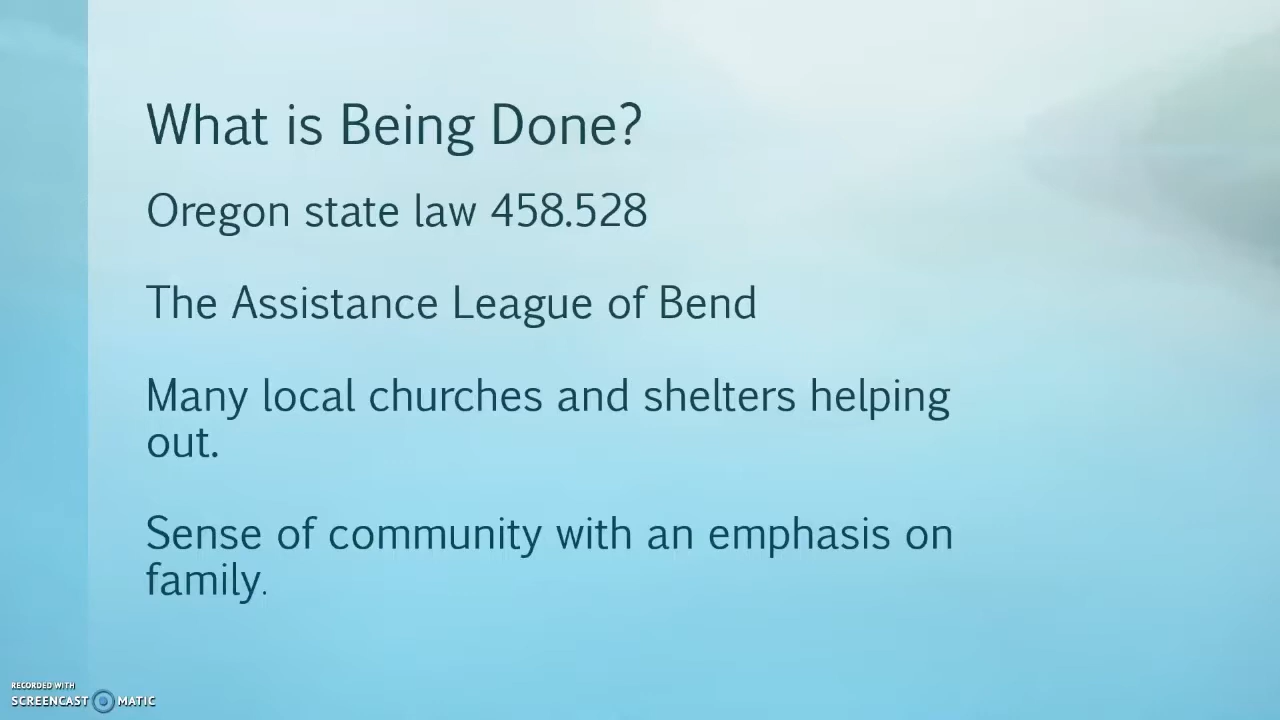 What is Being Done?
Oregon state law 458.528
The Assistance League of Bend
Many local churches and shelters helping
out.
Sense of community with an emphasis on
family.
RECORDED WITH
SCREENCAST MATIC